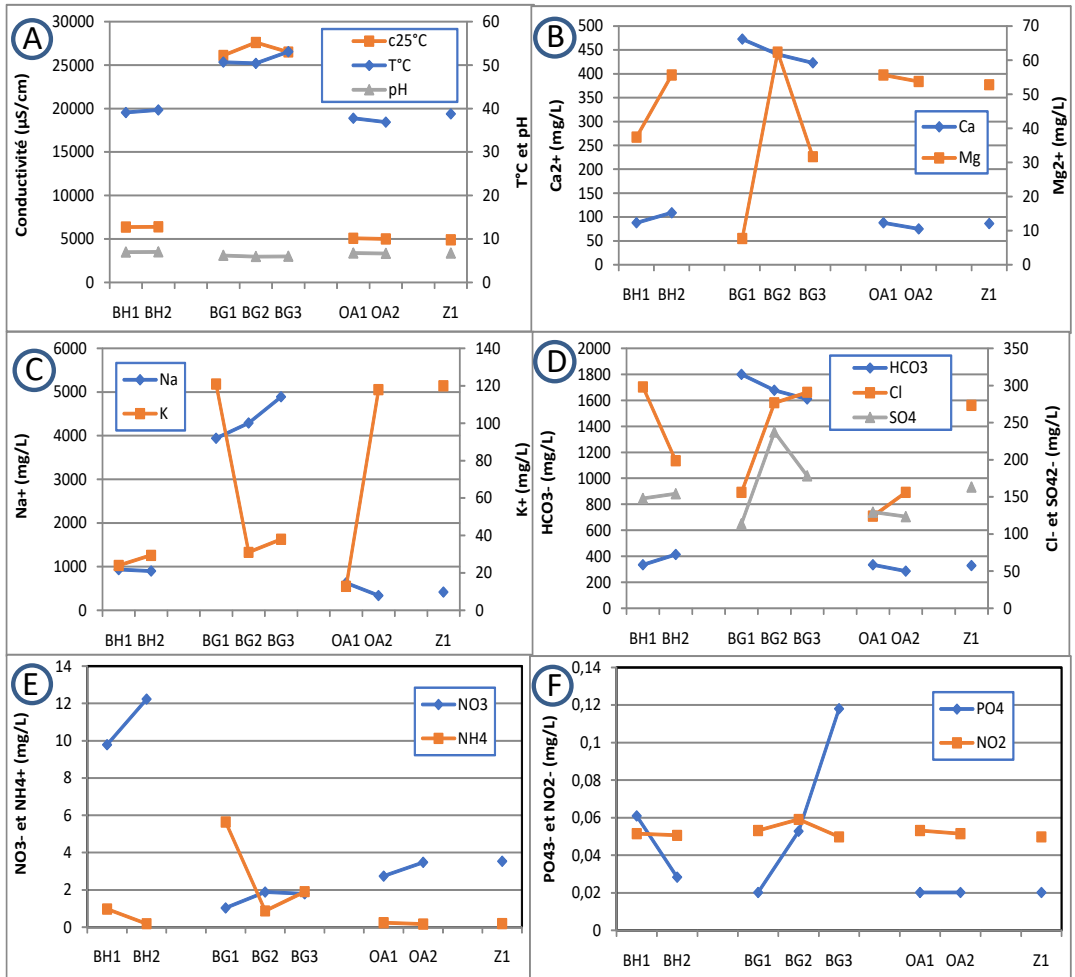 A
Conductivité (µS/cm)
30000
25000
20000
15000
10000
5000
0
60
50
40
30
20
10
0
T°C et pH
c25°C
T°C
pH
BH1 BH2 BG1 BG2 BG3 OA1 OA2 Z1
B
Ca2+ (mg/L)
500
450
400
350
300
250
200
150
100
50
0
70
60
50
40
30
20
10
0
Mg2+ (mg/L)
Ca
Mg
BH1 BH2 BG1 BG2 BG3 OA1 OA2 Z1
C
Na+ (mg/L)
6000
5000
4000
3000
2000
1000
0
140
120
100
80
60
40
20
0
K+ (mg/L)
Na
K
BH1 BH2 BG1 BG2 BG3 OA1 OA2 Z1
D
HCO3- (mg/L)
2000
1800
1600
1400
1200
1000
800
600
400
200
0
350
300
250
200
150
100
50
0
Cl- et SO42- (mg/L)
HCO3
Cl
SO4
BH1 BH2 BG1 BG2 BG3 OA1 OA2 Z1
E
NO3- et NH4+ (mg/L)
14
12
10
8
6
4
2
0
NO3
NH4
BH1 BH2 BG1 BG2 BG3 OA1 OA2 Z1
F
PO43- et NO2- (mg/L)
0,14
0,12
0,1
0,08
0,06
0,04
0,02
0
PO4
NO2
BH1 BH2 BG1 BG2 BG3 OA1 OA2 Z1